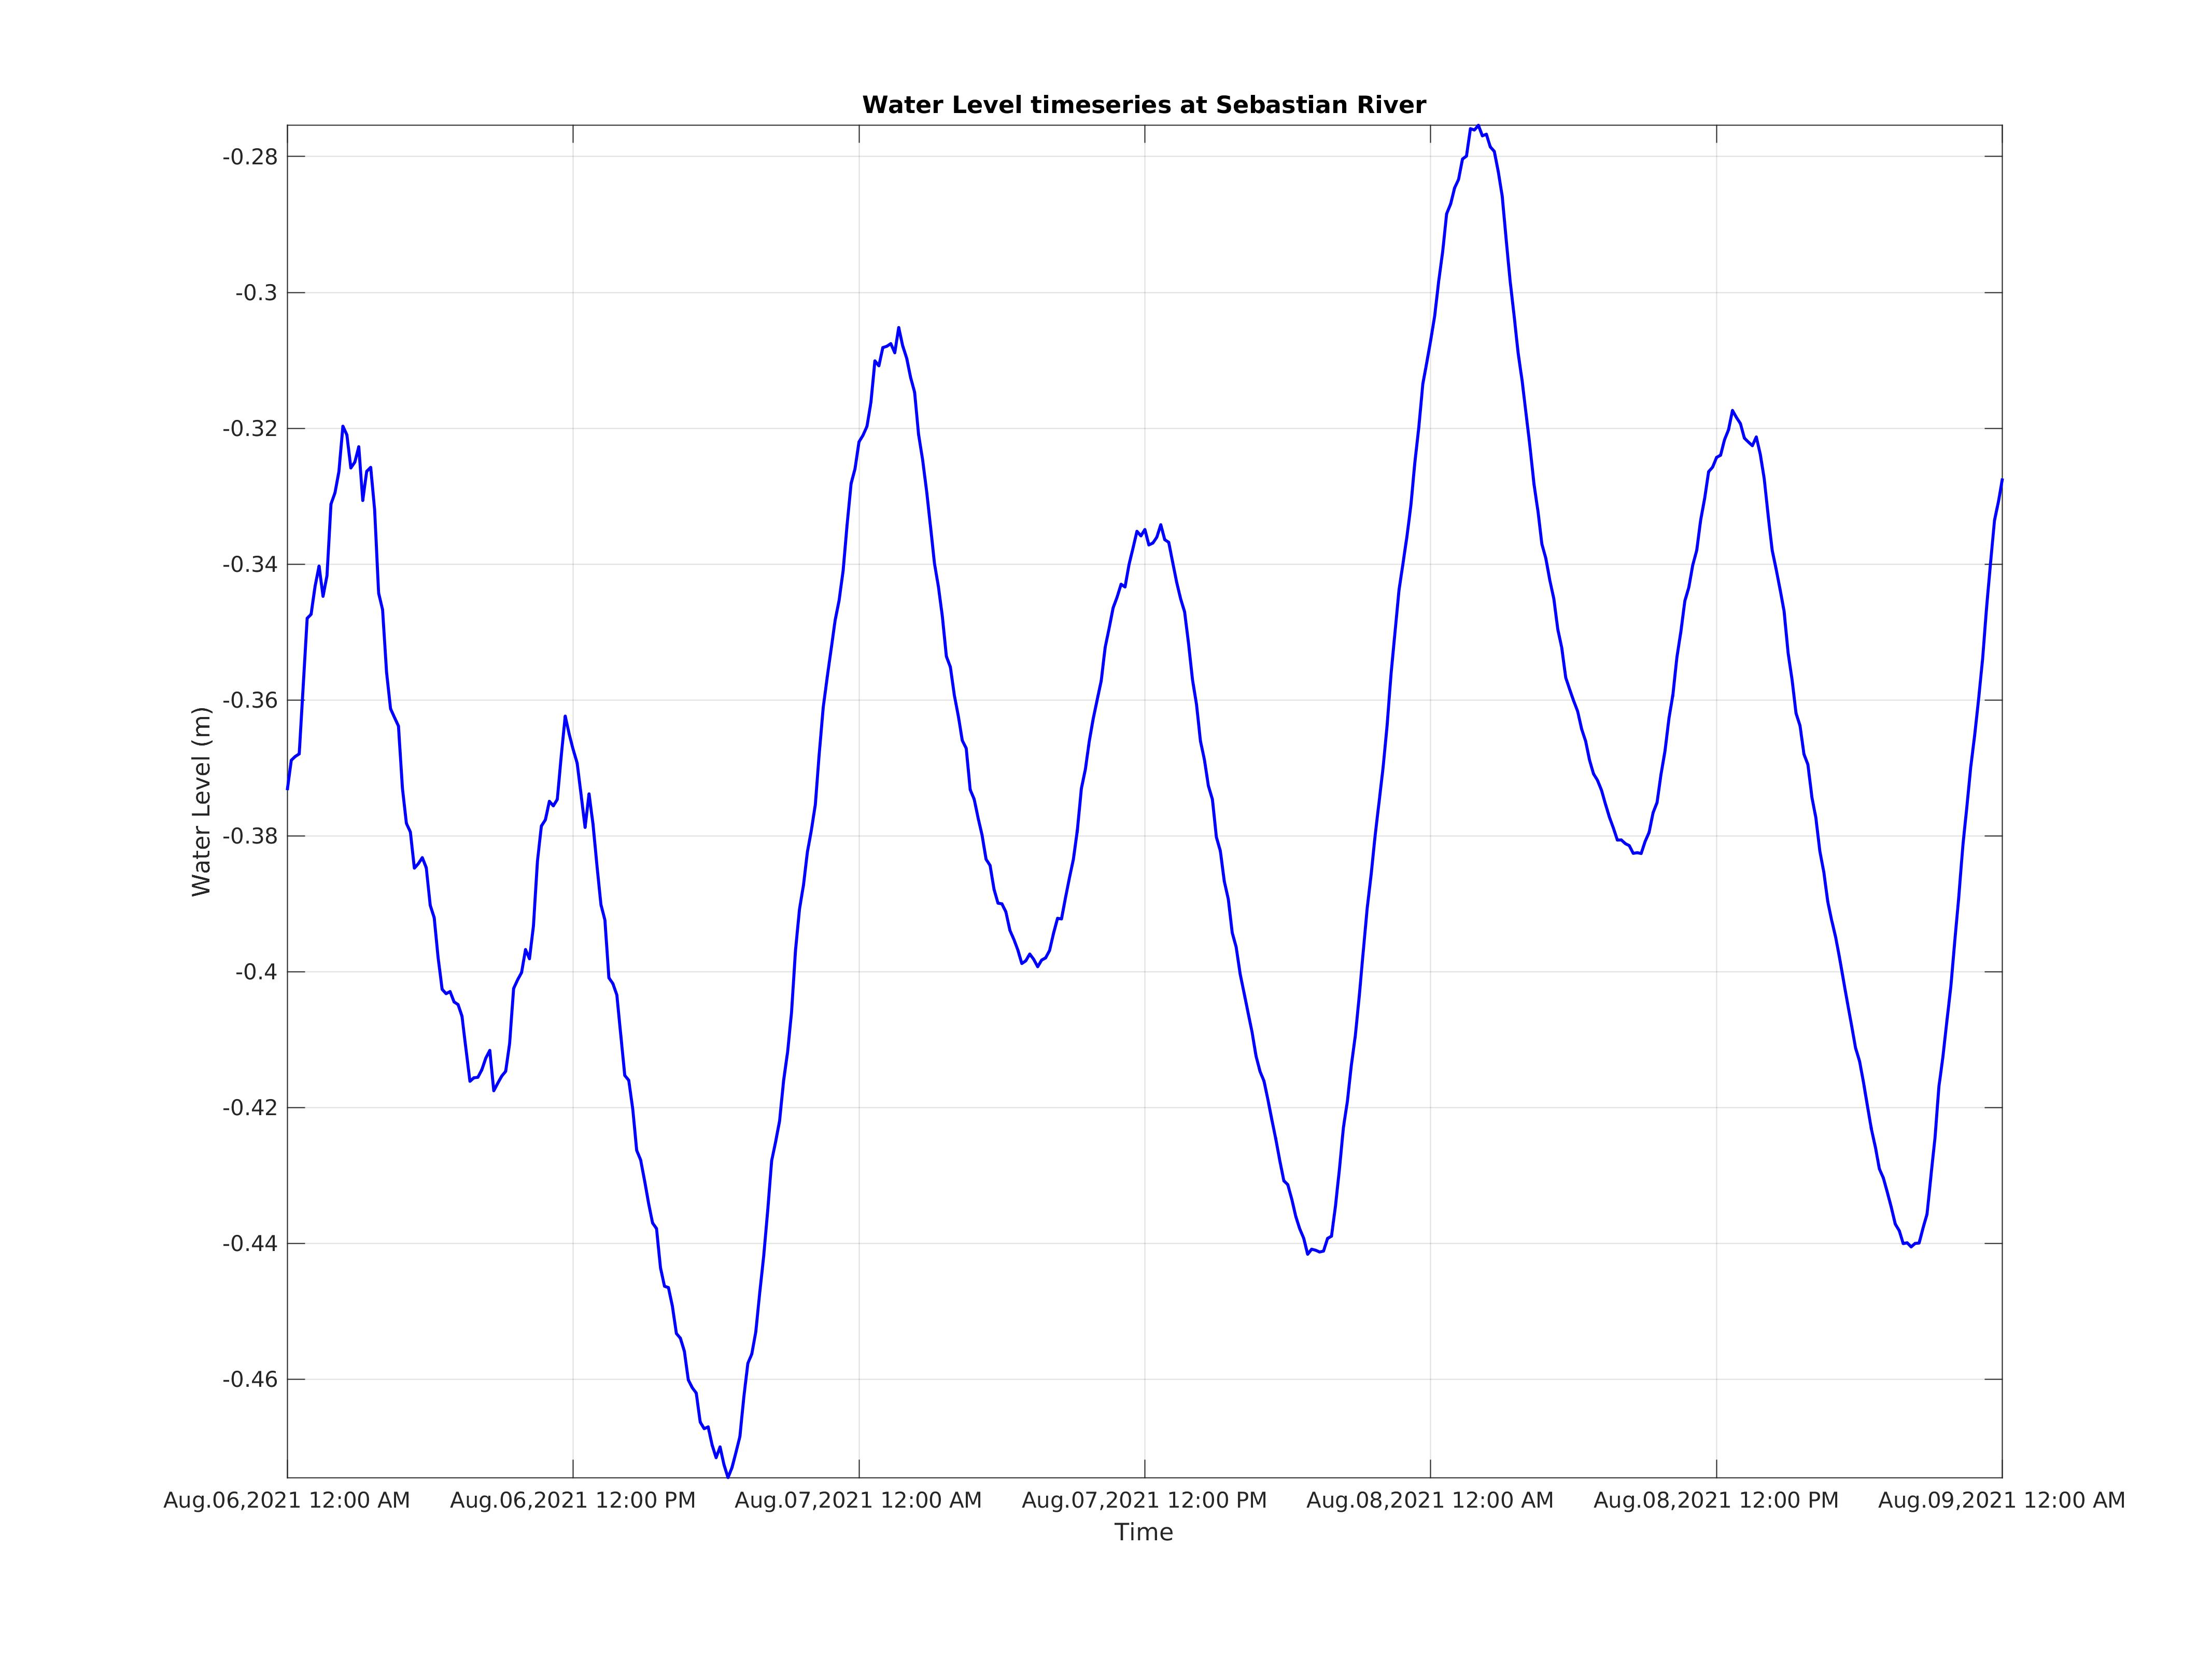 Water Level timeseries at Sebastian River
-0.28
-0.3
-0.32
-0.34
-0.36
-0.38
-0.4
-0.42
-0.44
-0.46
Water Level (m)
Aug.06,2021 12:00 AM Aug.06,2021 12:00 PM Aug.07,2021 12:00 AM Aug.07,2021 12:00 PM Aug.08,2021 12:00 AM Aug.08,2021 12:00 PM Aug.09,2021 12:00 AM
Time